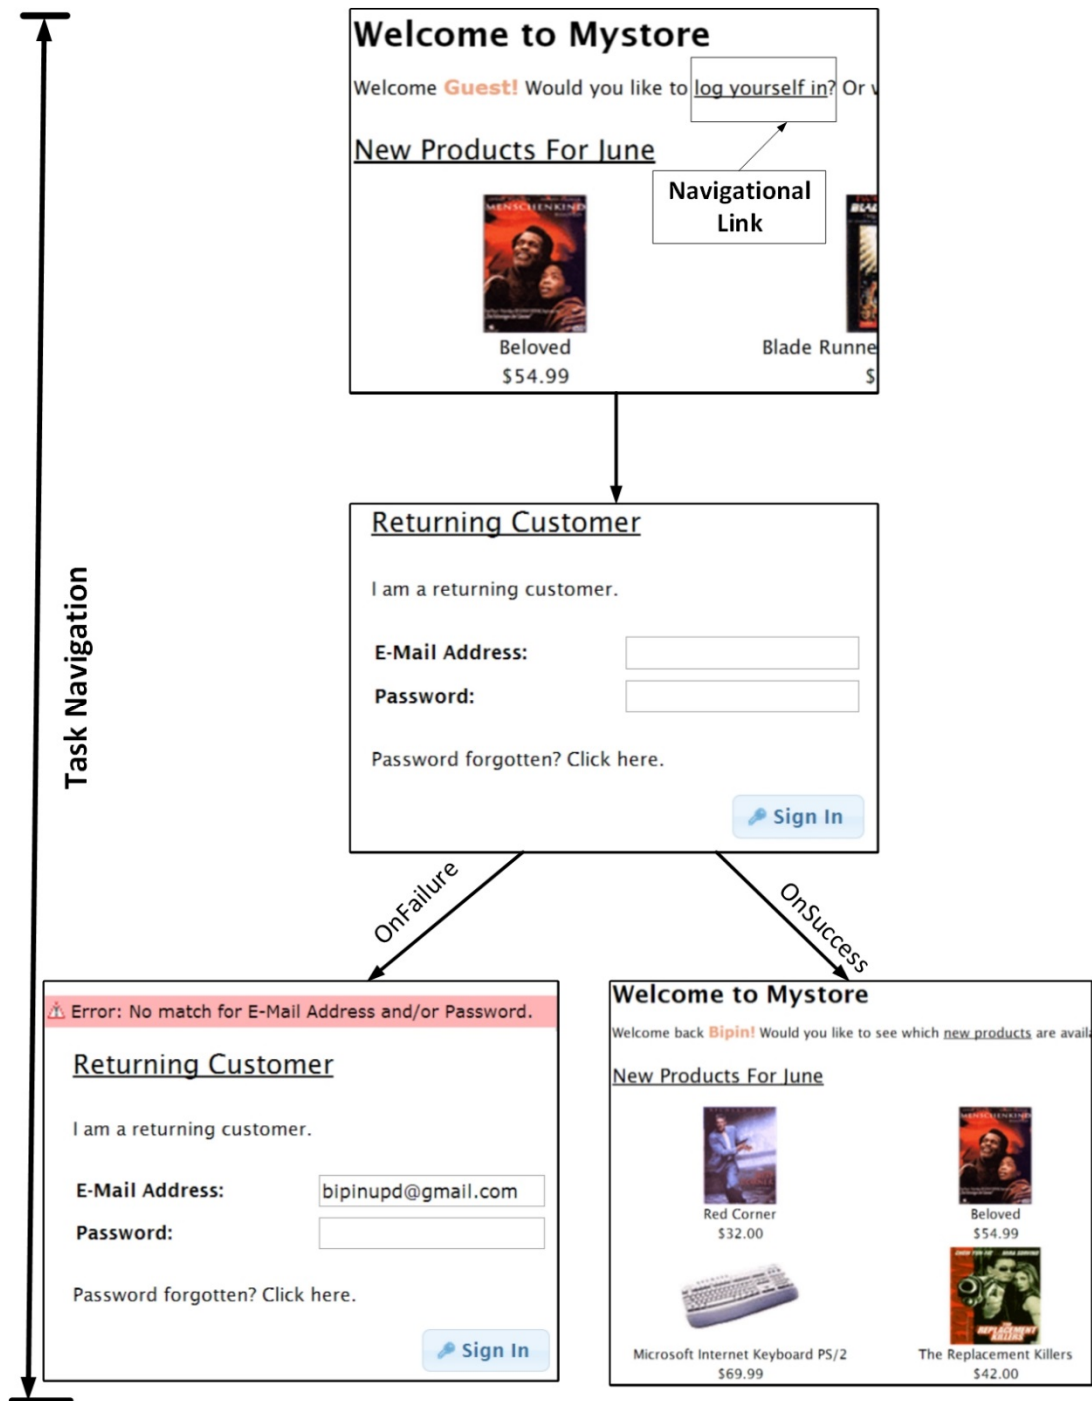 Welcome to Mystore
Welcome Guest! Would you like to log yourself in? Or
New Products For June
Navigational
Link
MENSCHENKIND
Beloved
$54.99
Blade Runne
$
Task Navigation
Returning Customer
I am a returning customer.
E-Mail Address:
Password:
Password forgotten? Click here.
Sign In
OnFailure
OnSuccess
Error: No match for E-Mail Address and/or Password.
Returning Customer
I am a returning customer.
E-Mail Address:
bipinupd@gmail.com
Password:
Password forgotten? Click here.
Sign In
Welcome to Mystore
Welcome back Bipin! Would you like to see which new products are availa
New Products For June
Red Corner
$32.00
MENSCHENKIND
Beloved
$54.99
Microsoft Internet Keyboard PS/2
$69.99
REPLACEMENT
KILLERS
The Replacement Killers
$42.00